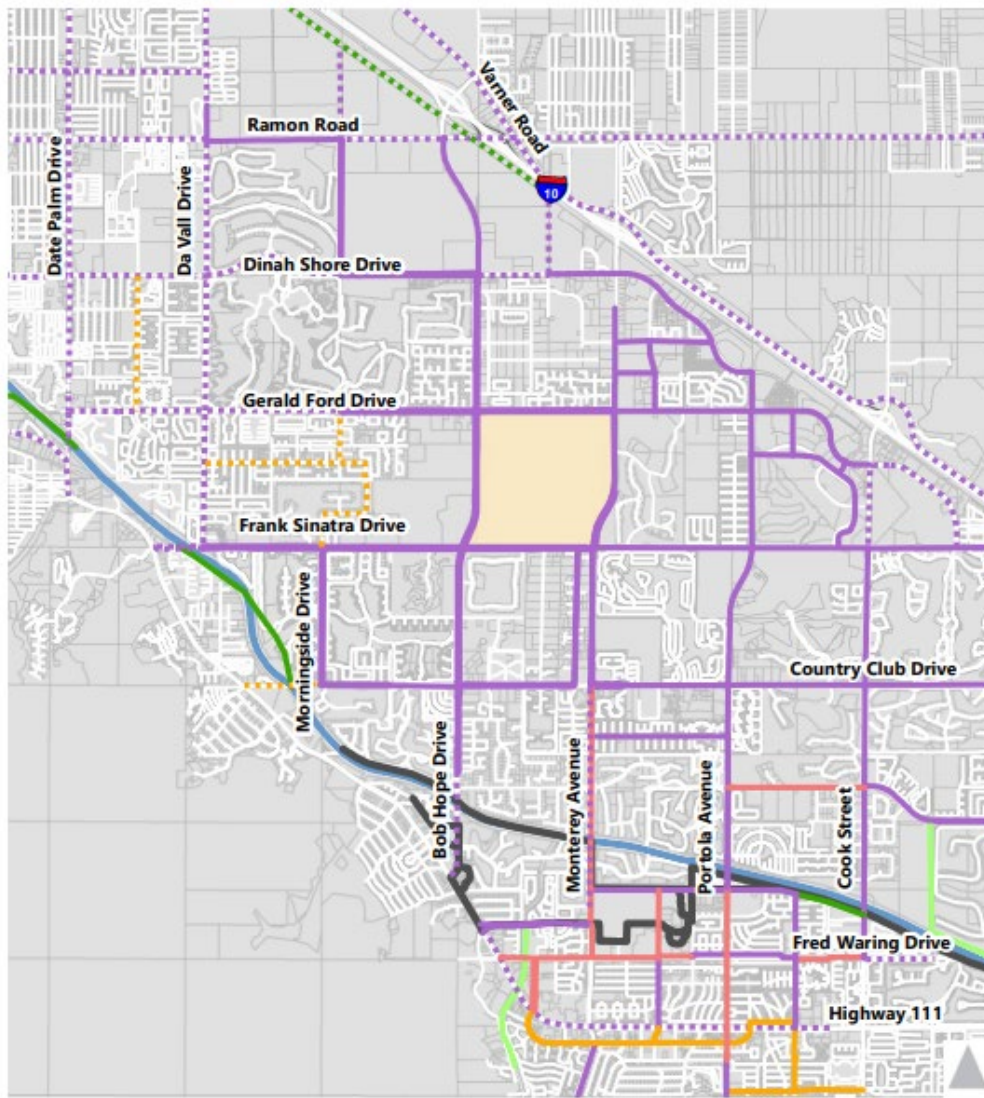 Varner Road
Ramon Road
10
Date Palm Drive
Da Vall Drive
Dinah Shore Drive
Gerald Ford Drive
Frank Sinatra Drive
Morningside Drive
Country Club Drive
Bob Hope Drive
Monterey Avenue
Portola Avenue
Cook Street
Fred Waring Drive
Highway 111